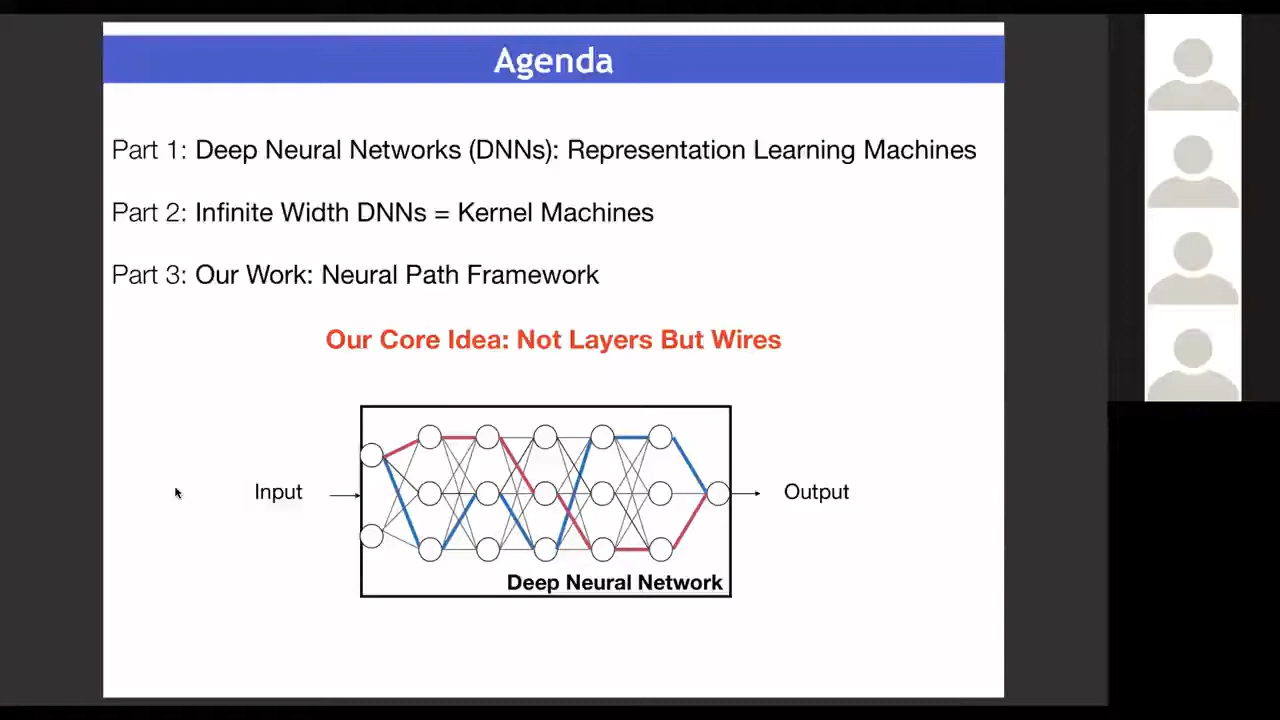 Agenda
Part 1: Deep Neural Networks (DNNs): Representation Learning Machines
Part 2: Infinite Width DNNs = Kernel Machines
Part 3: Our Work: Neural Path Framework
Our Core Idea: Not Layers But Wires
Input
Output
Deep Neural Network